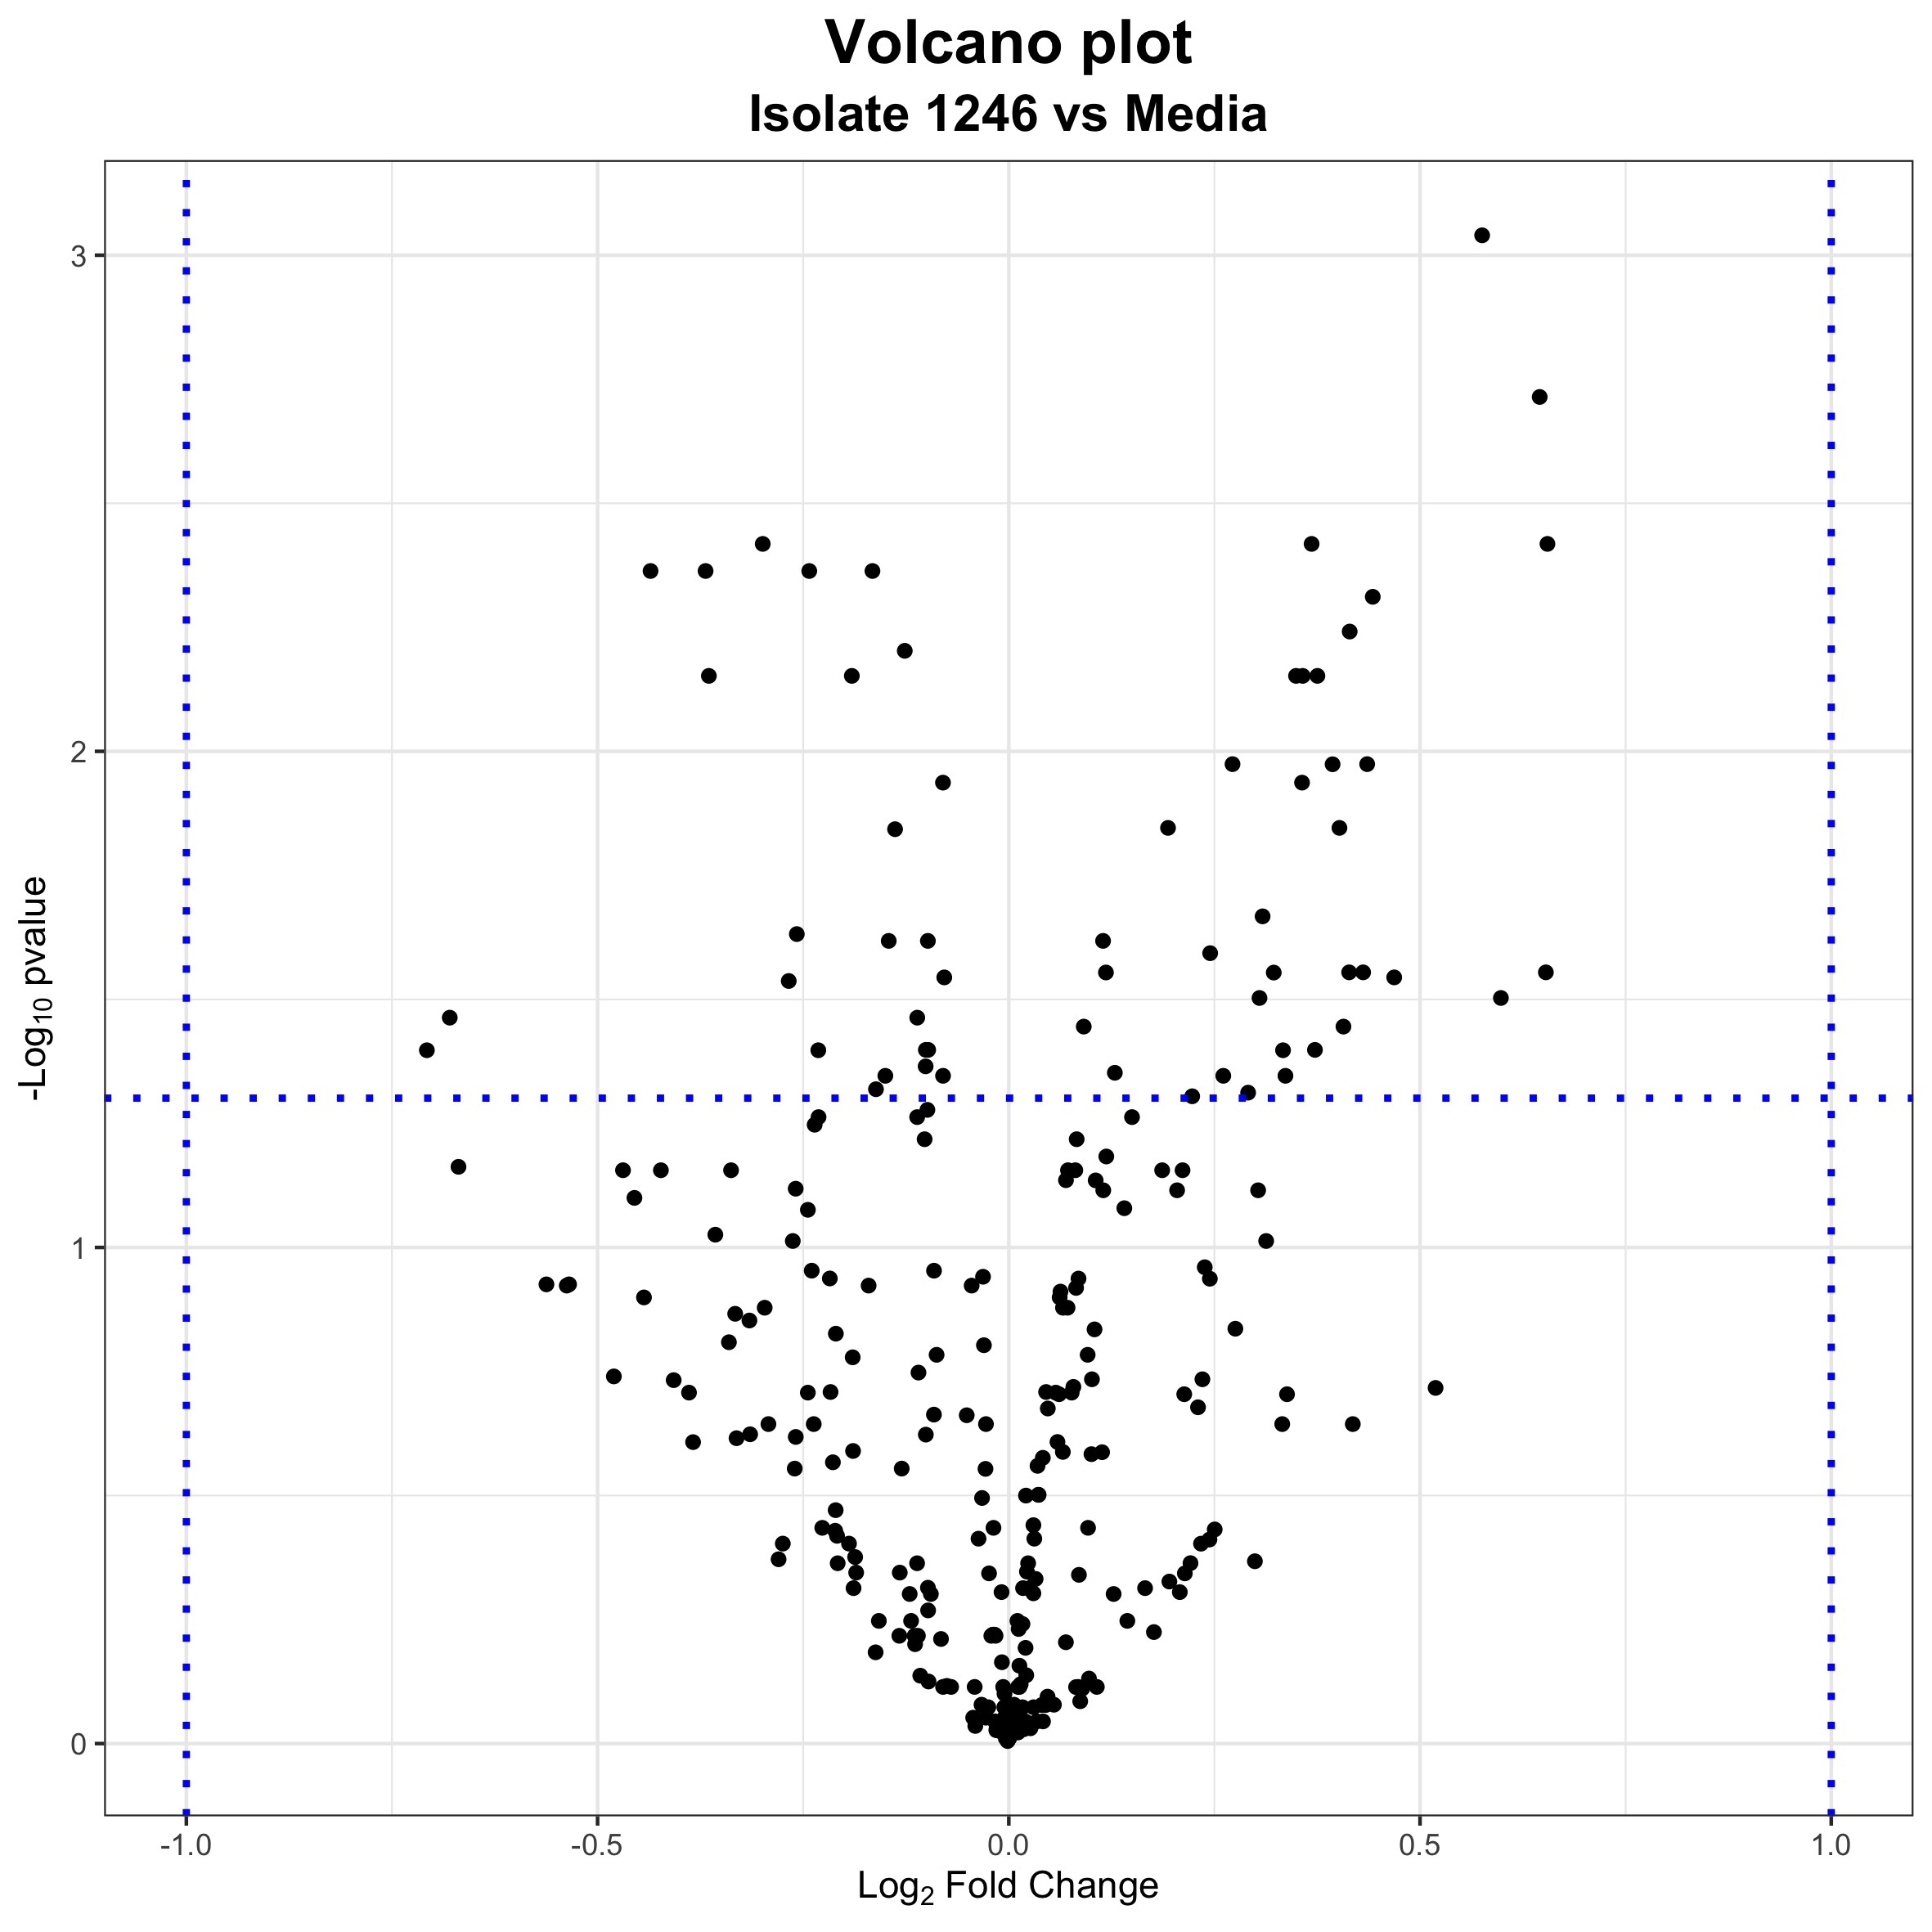 Volcano plot
Isolate 1246 vs Media
3
2
1
0
-Log10 pvalue
-1.0 -0.5 0.0 0.5 1.0
Log2 Fold Change